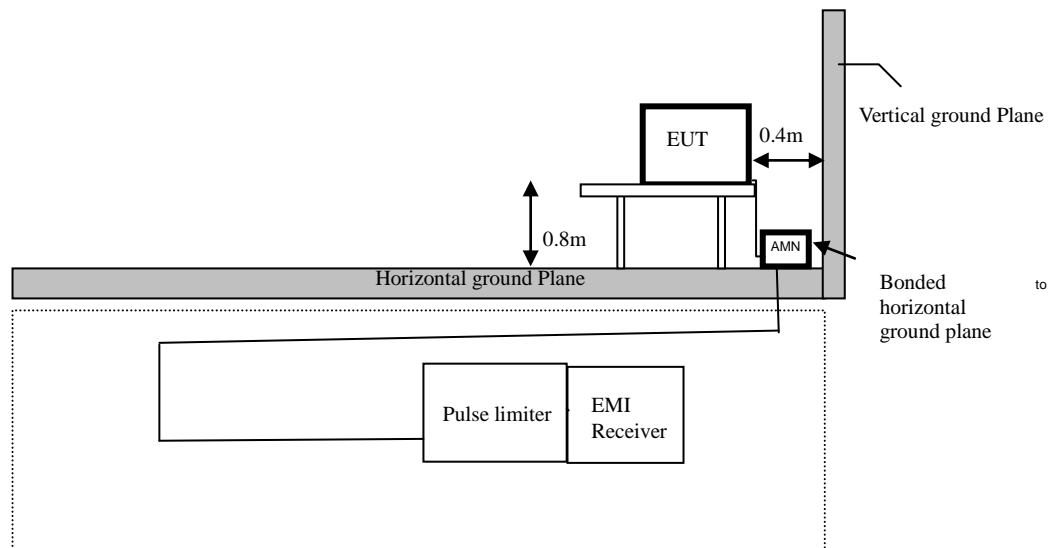 EUT
0.4m
Vertical ground Plane
0.8m
AMN
Horizontal ground Plane
Bonded to
horizontal
ground plane
Pulse limiter
EMI
Receiver